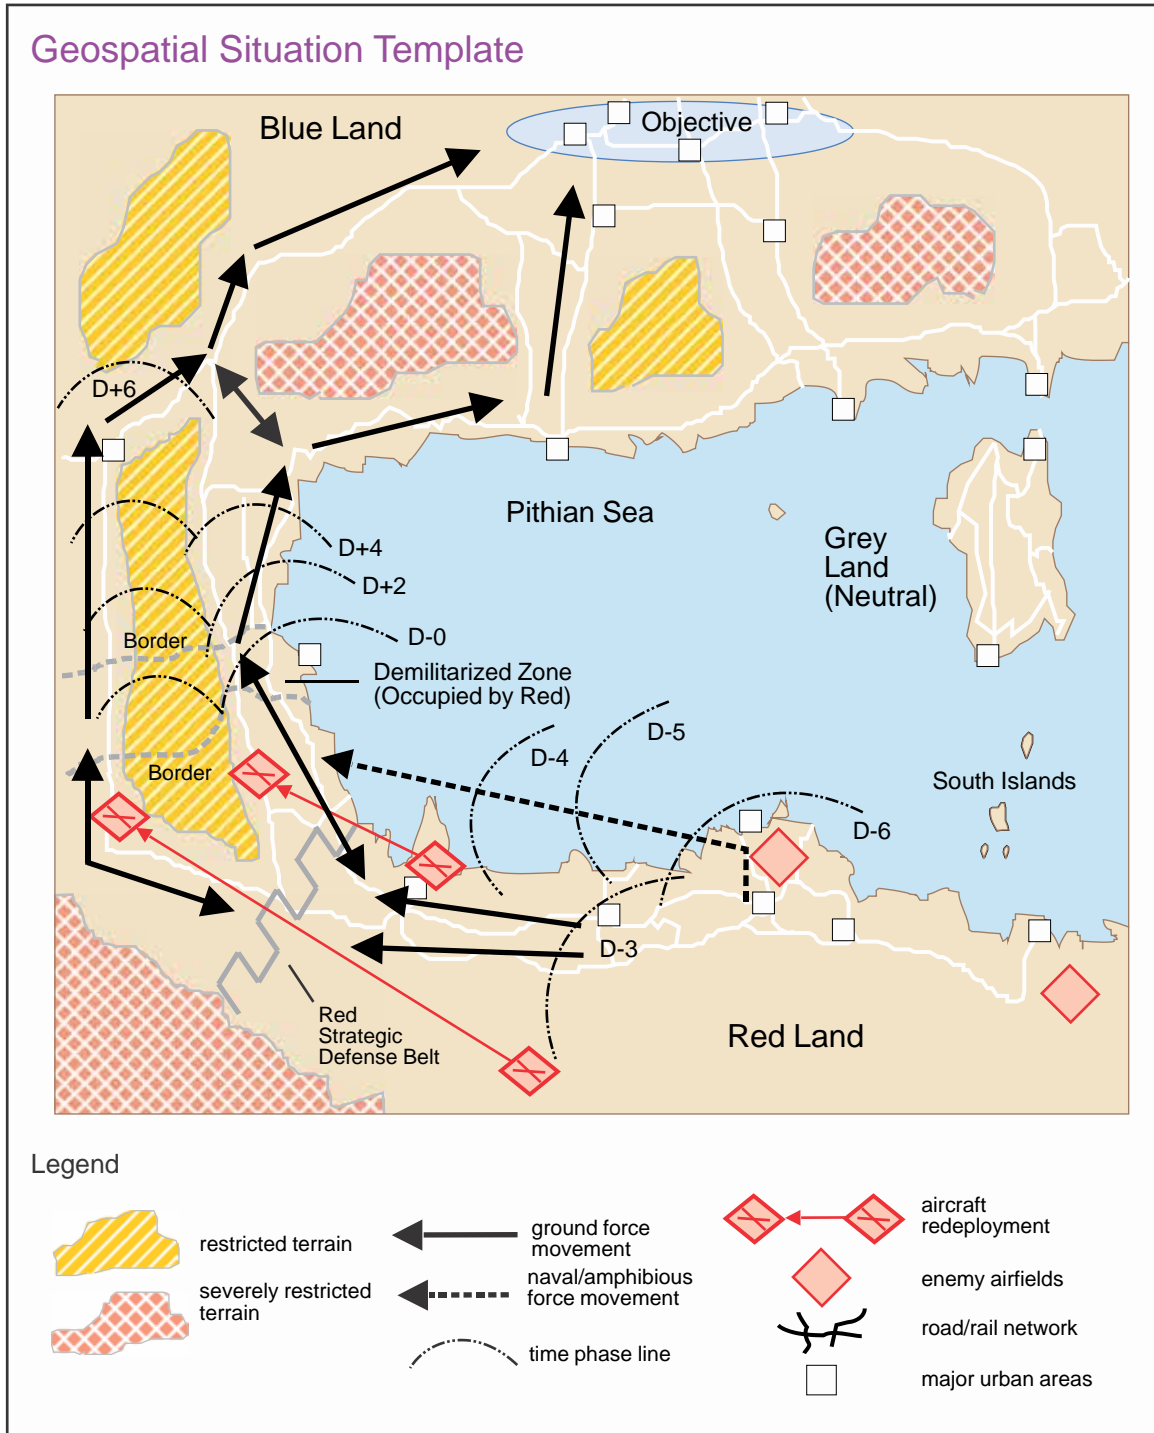 Geospatial Situation Template
Blue Land
Objective
D+6
Pithian Sea
Grey
Land
(Neutral)
D+4
D+2
D-0
Border
Demilitarized Zone
(Occupied by Red)
D-5
D-4
Border
South Islands
D-6
D-3
Red
Strategic
Defense Belt
Red Land
Legend
restricted terrain
severely restricted
terrain
ground force
movement
naval/amphibious
force movement
time phase line
aircraft
redeployment
enemy airfields
road/rail network
major urban areas